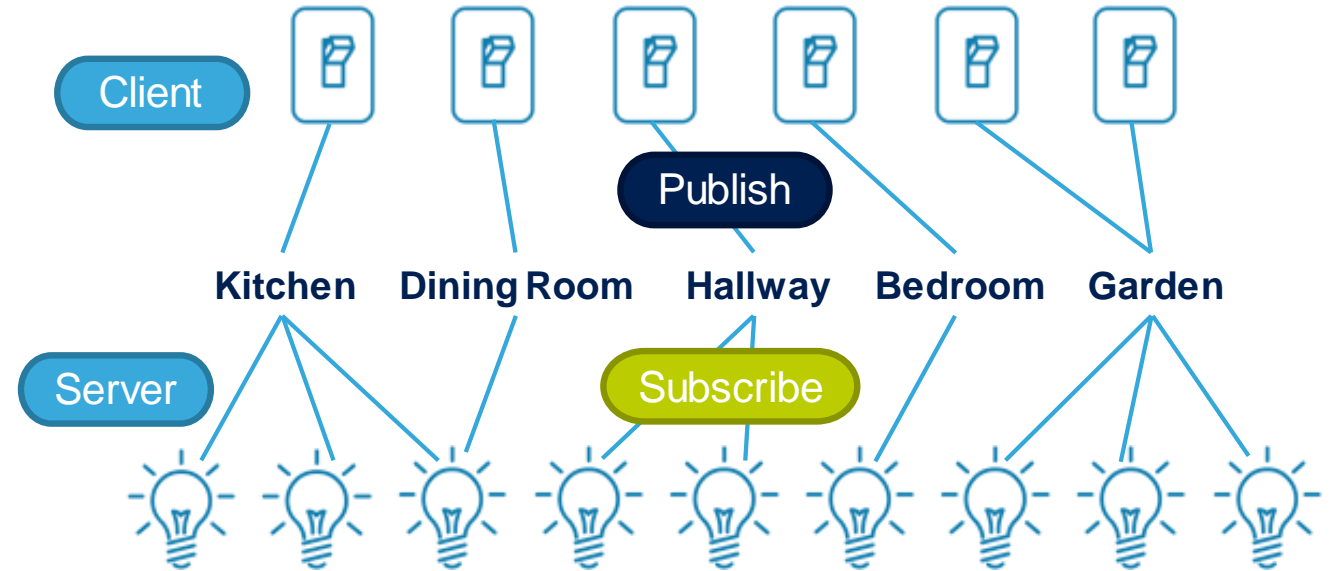 Client
Publish
Kitchen Dining Room Hallway Bedroom Garden
Server
Subscribe